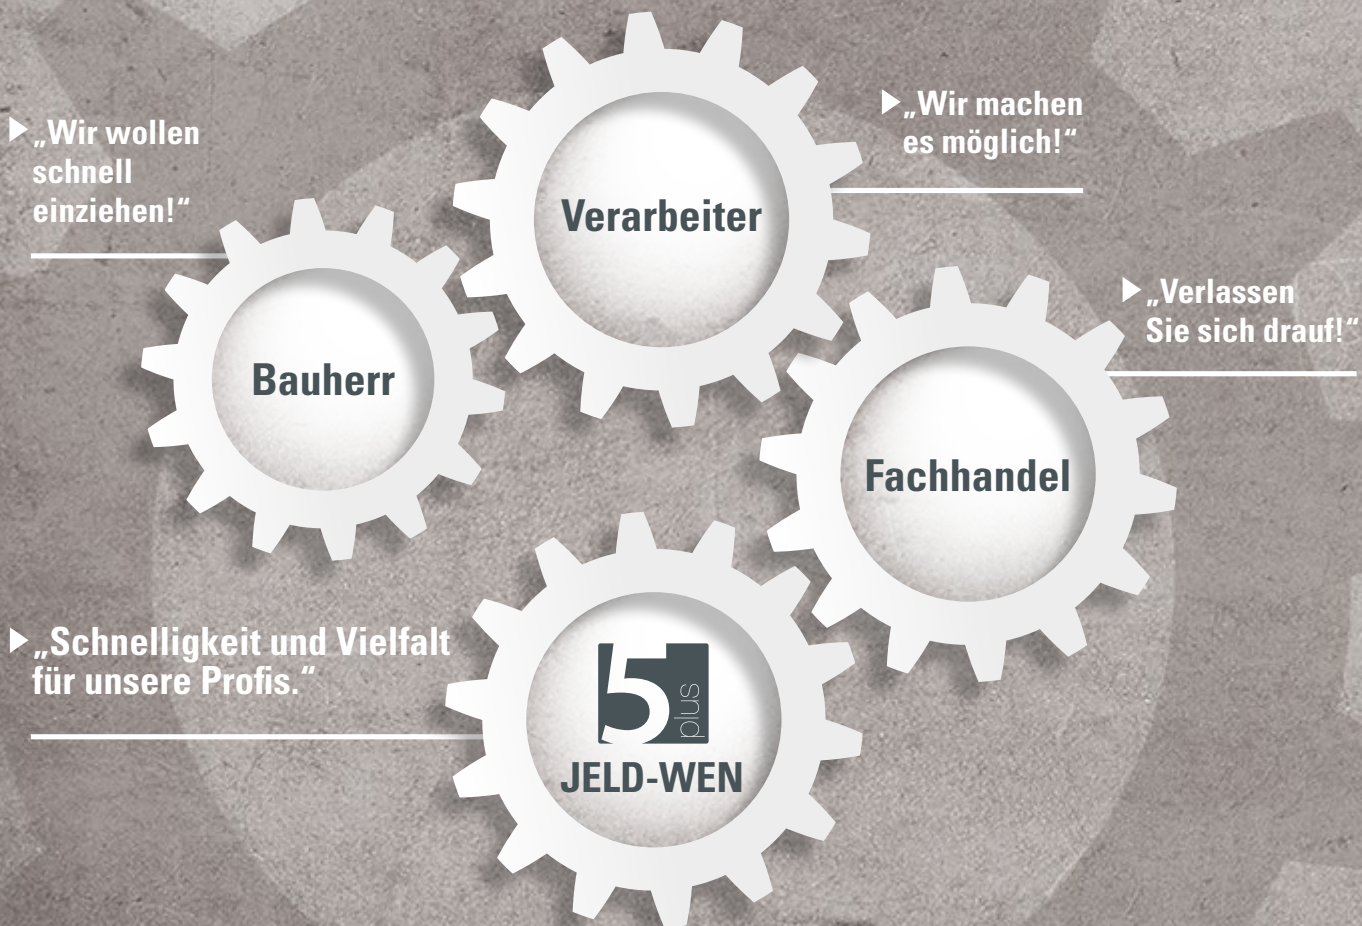 „Wir wollen
schnell
einziehen!“
Bauherr
Verarbeiter
„Wir machen
es möglich!“
Fachhandel
„Verlassen
Sie sich drauf!“
„Schnelligkeit und Vielfalt
für unsere Profis.“
5 plus
JELD-WEN